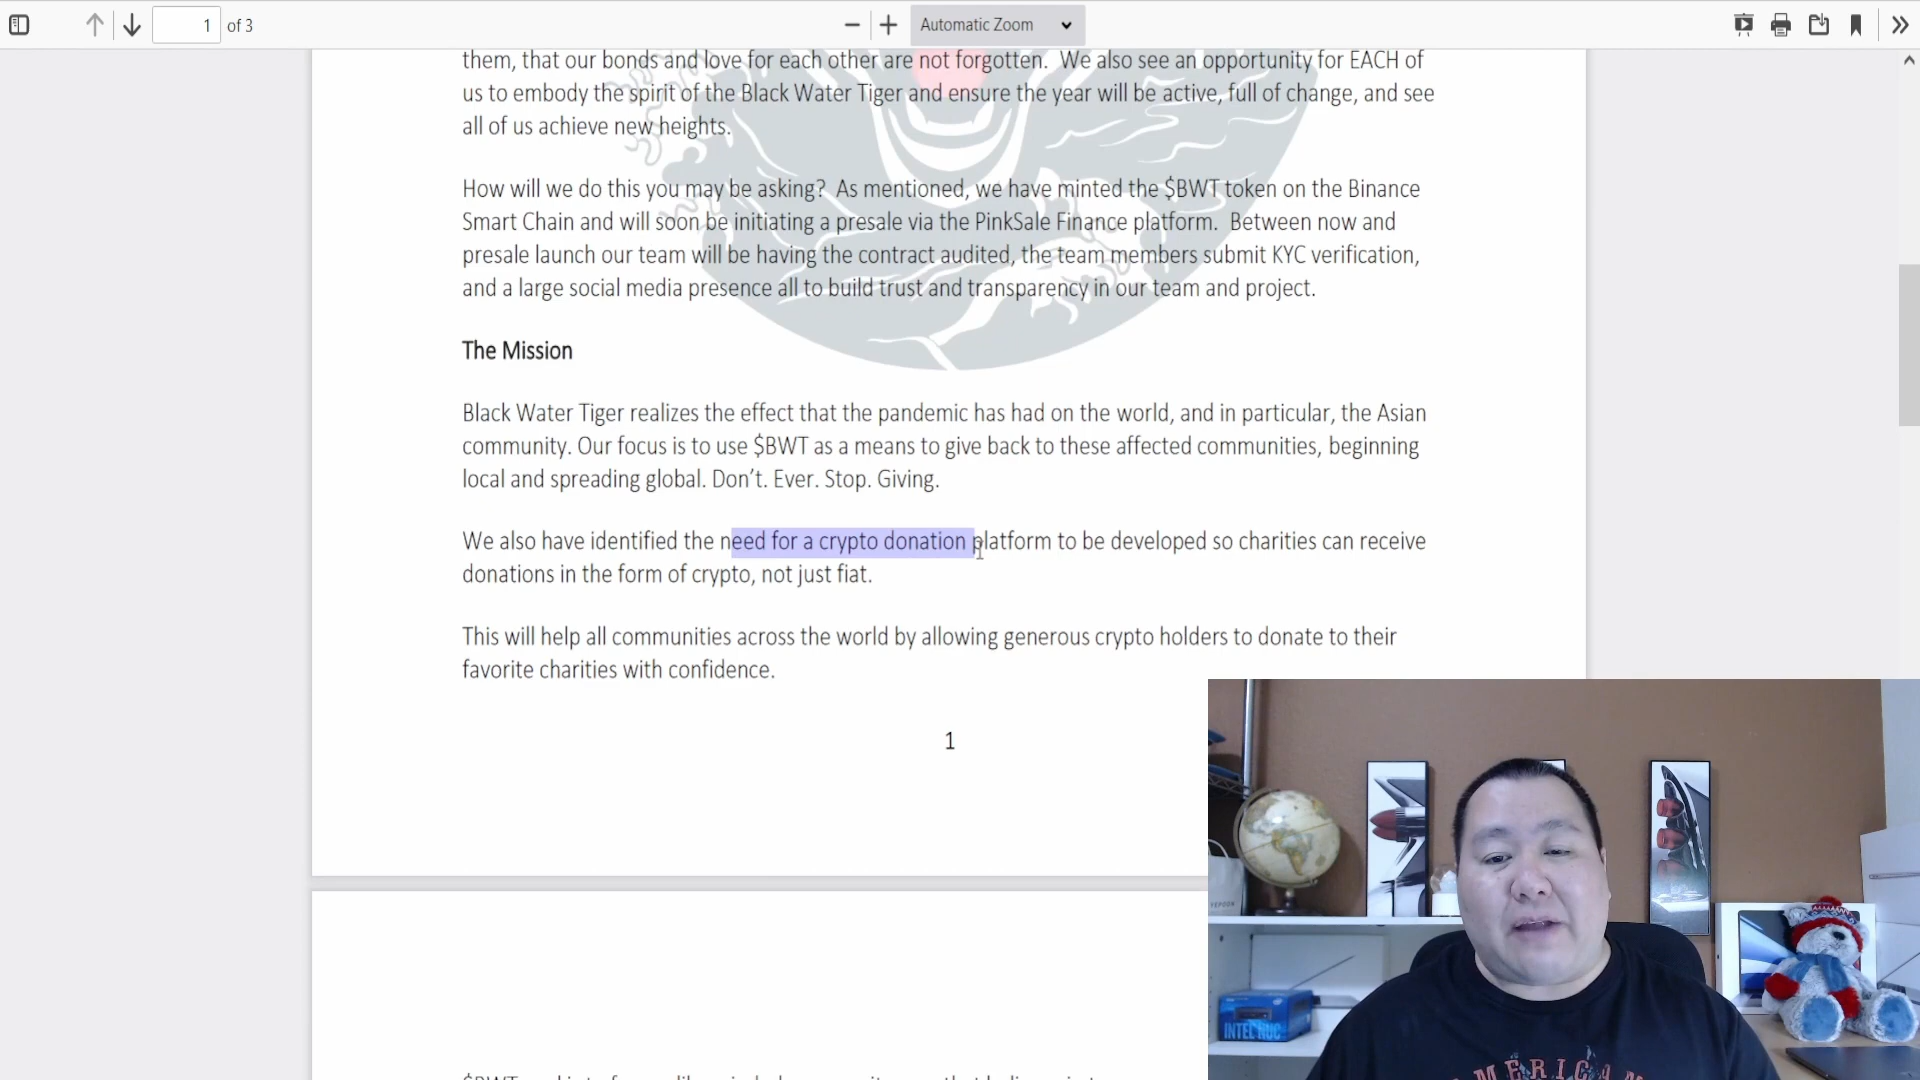 1 of 3
Automatic Zoom
them, that our bonds and love for each other are not forgotten. We also see an opportunity for EACH of
us to embody the spirit of the Black Water Tiger and ensure the year will be active, full of change, and see
all of us achieve new heights.
How will we do this you may be asking? As mentioned, we have minted the $BWT token on the Binance
Smart Chain and will soon be initiating a presale via the PinkSale Finance platform. Between now and
presale launch our team will be having the contract audited, the team members submit KYC verification,
and a large social media presence all to build trust and transparency in our team and project.
The Mission
Black Water Tiger realizes the effect that the pandemic has had on the world, and in particular, the Asian
community. Our focus is to use $BWT as a means to give back to these affected communities, beginning
local and spreading global. Don’t. Ever. Stop. Giving.
We also have identified the need for a crypto donation platform to be developed so charities can receive
donations in the form of crypto, not just fiat.
This will help all communities across the world by allowing generous crypto holders to donate to their
favorite charities with confidence.
1
INTEL NUC